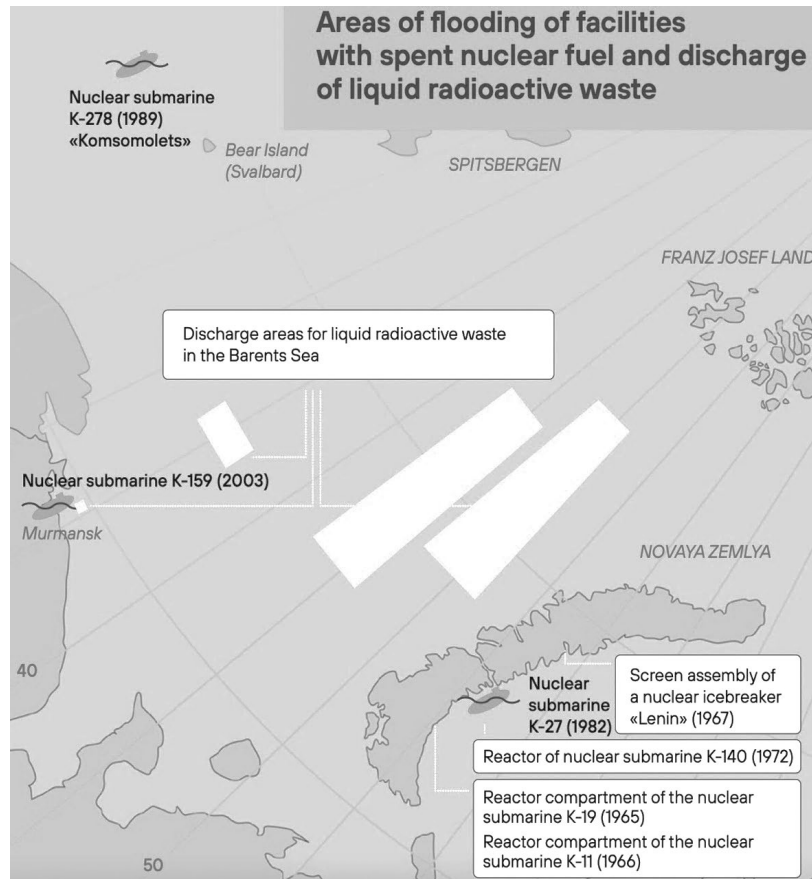 Areas of flooding of facilities
with spent nuclear fuel and discharge
of liquid radioactive waste
Nuclear submarine
K-278 (1989)
«Komsomolets»
Bear Island
(Svalbard)
SPITSBERGEN
FRANZ JOSEF LAND
Discharge areas for liquid radioactive waste
in the Barents Sea
Nuclear submarine K-159 (2003)
Murmansk
NOVAYA ZEMLYA
40
Nuclear
submarine
K-27 (1982)
Screen assembly of
a nuclear icebreaker
«Lenin» (1967)
Reactor of nuclear submarine K-140 (1972)
Reactor compartment of the nuclear
submarine K-19 (1965)
Reactor compartment of the nuclear
submarine K-11 (1966)
50